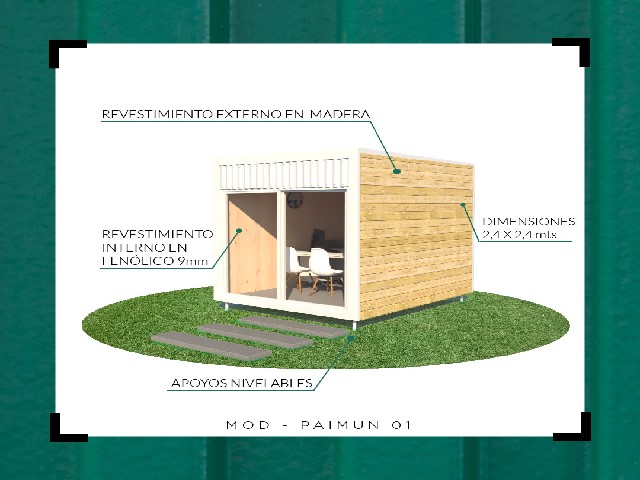 REVESTIMIENTO EXTERNO EN MADERA
REVESTIMIENTO
INTERNO EN
FENÓLICO 9mm
DIMENSIONES
2,4 X 2,4 mts
APOYOS NIVELABLES
MOD - PAIMUN 01